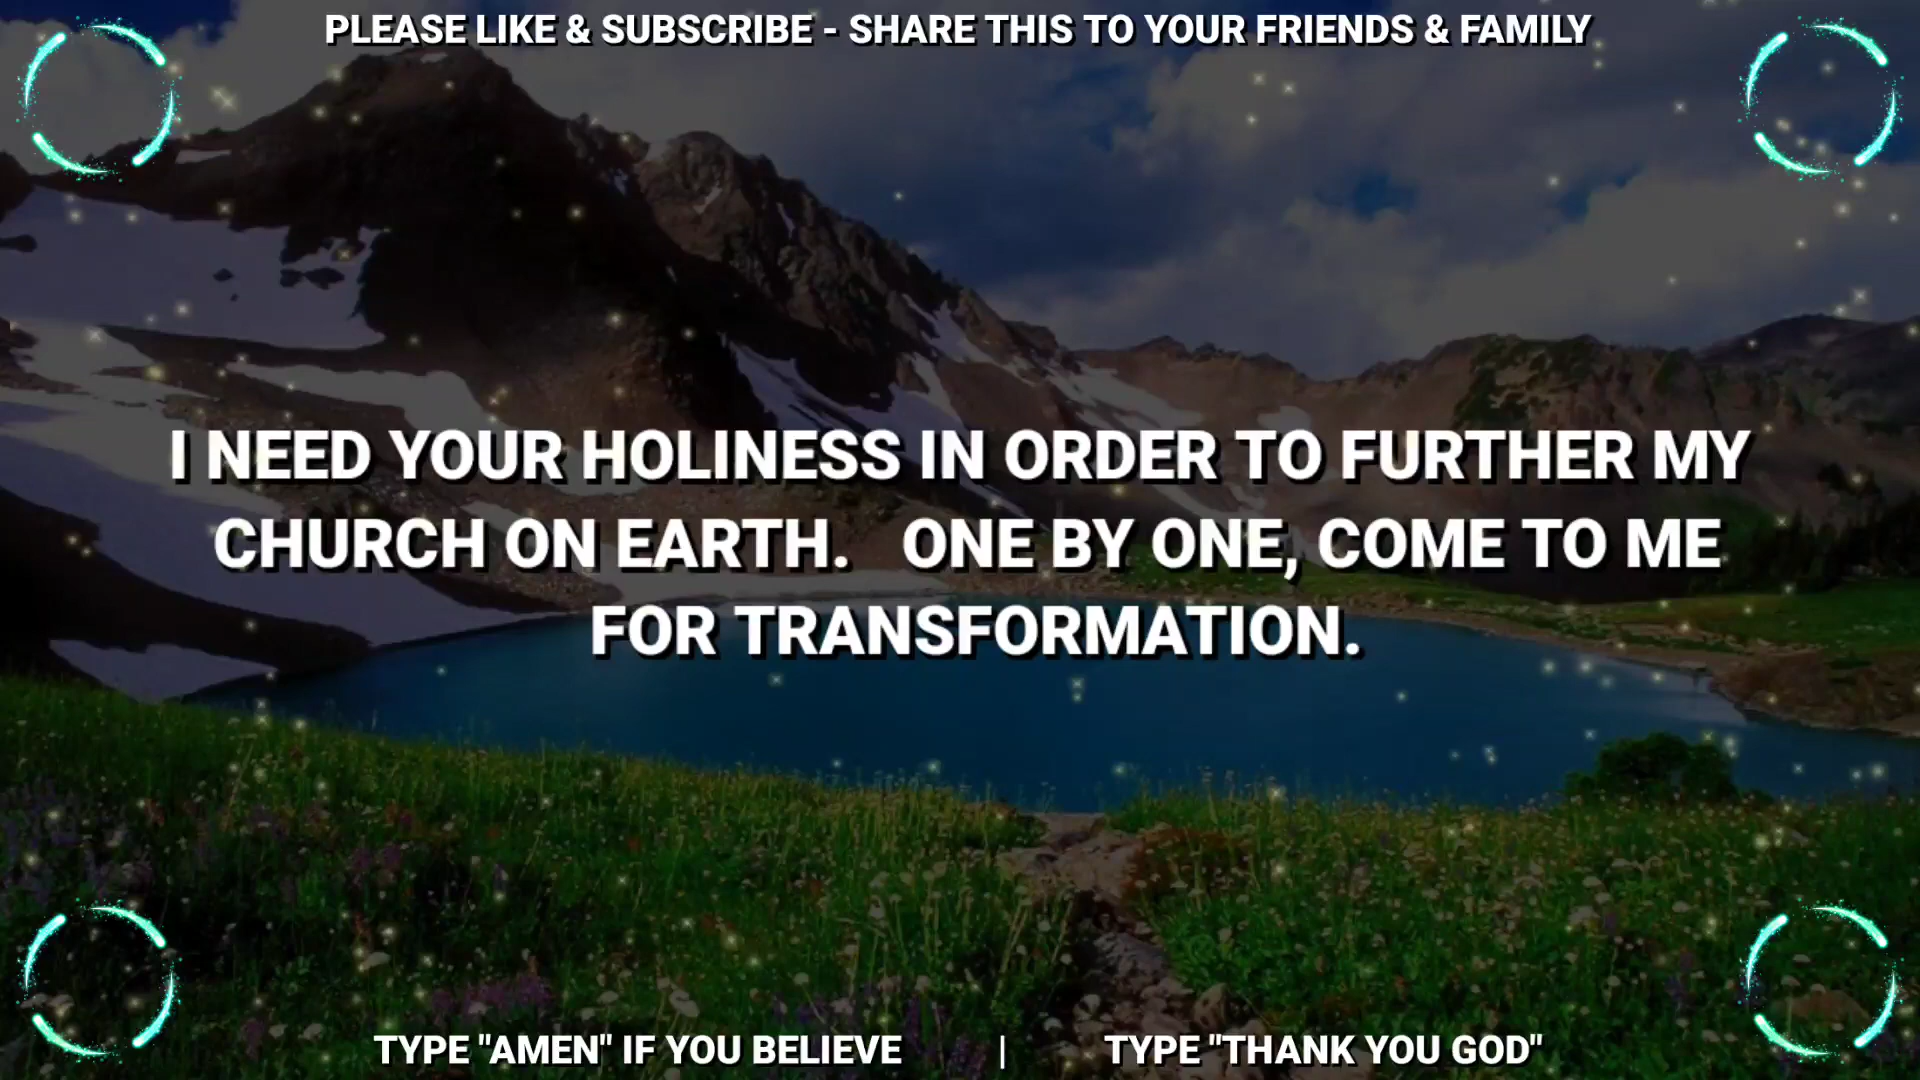 PLEASE LIKE & SUBSCRIBE - SHARE THIS TO YOUR FRIENDS & FAMILY
I NEED YOUR HOLINESS IN ORDER TO FURTHER MY
CHURCH ON EARTH.   ONE BY ONE, COME TO ME
FOR TRANSFORMATION.
TYPE "AMEN" IF YOU BELIEVE | TYPE "THANK YOU GOD"